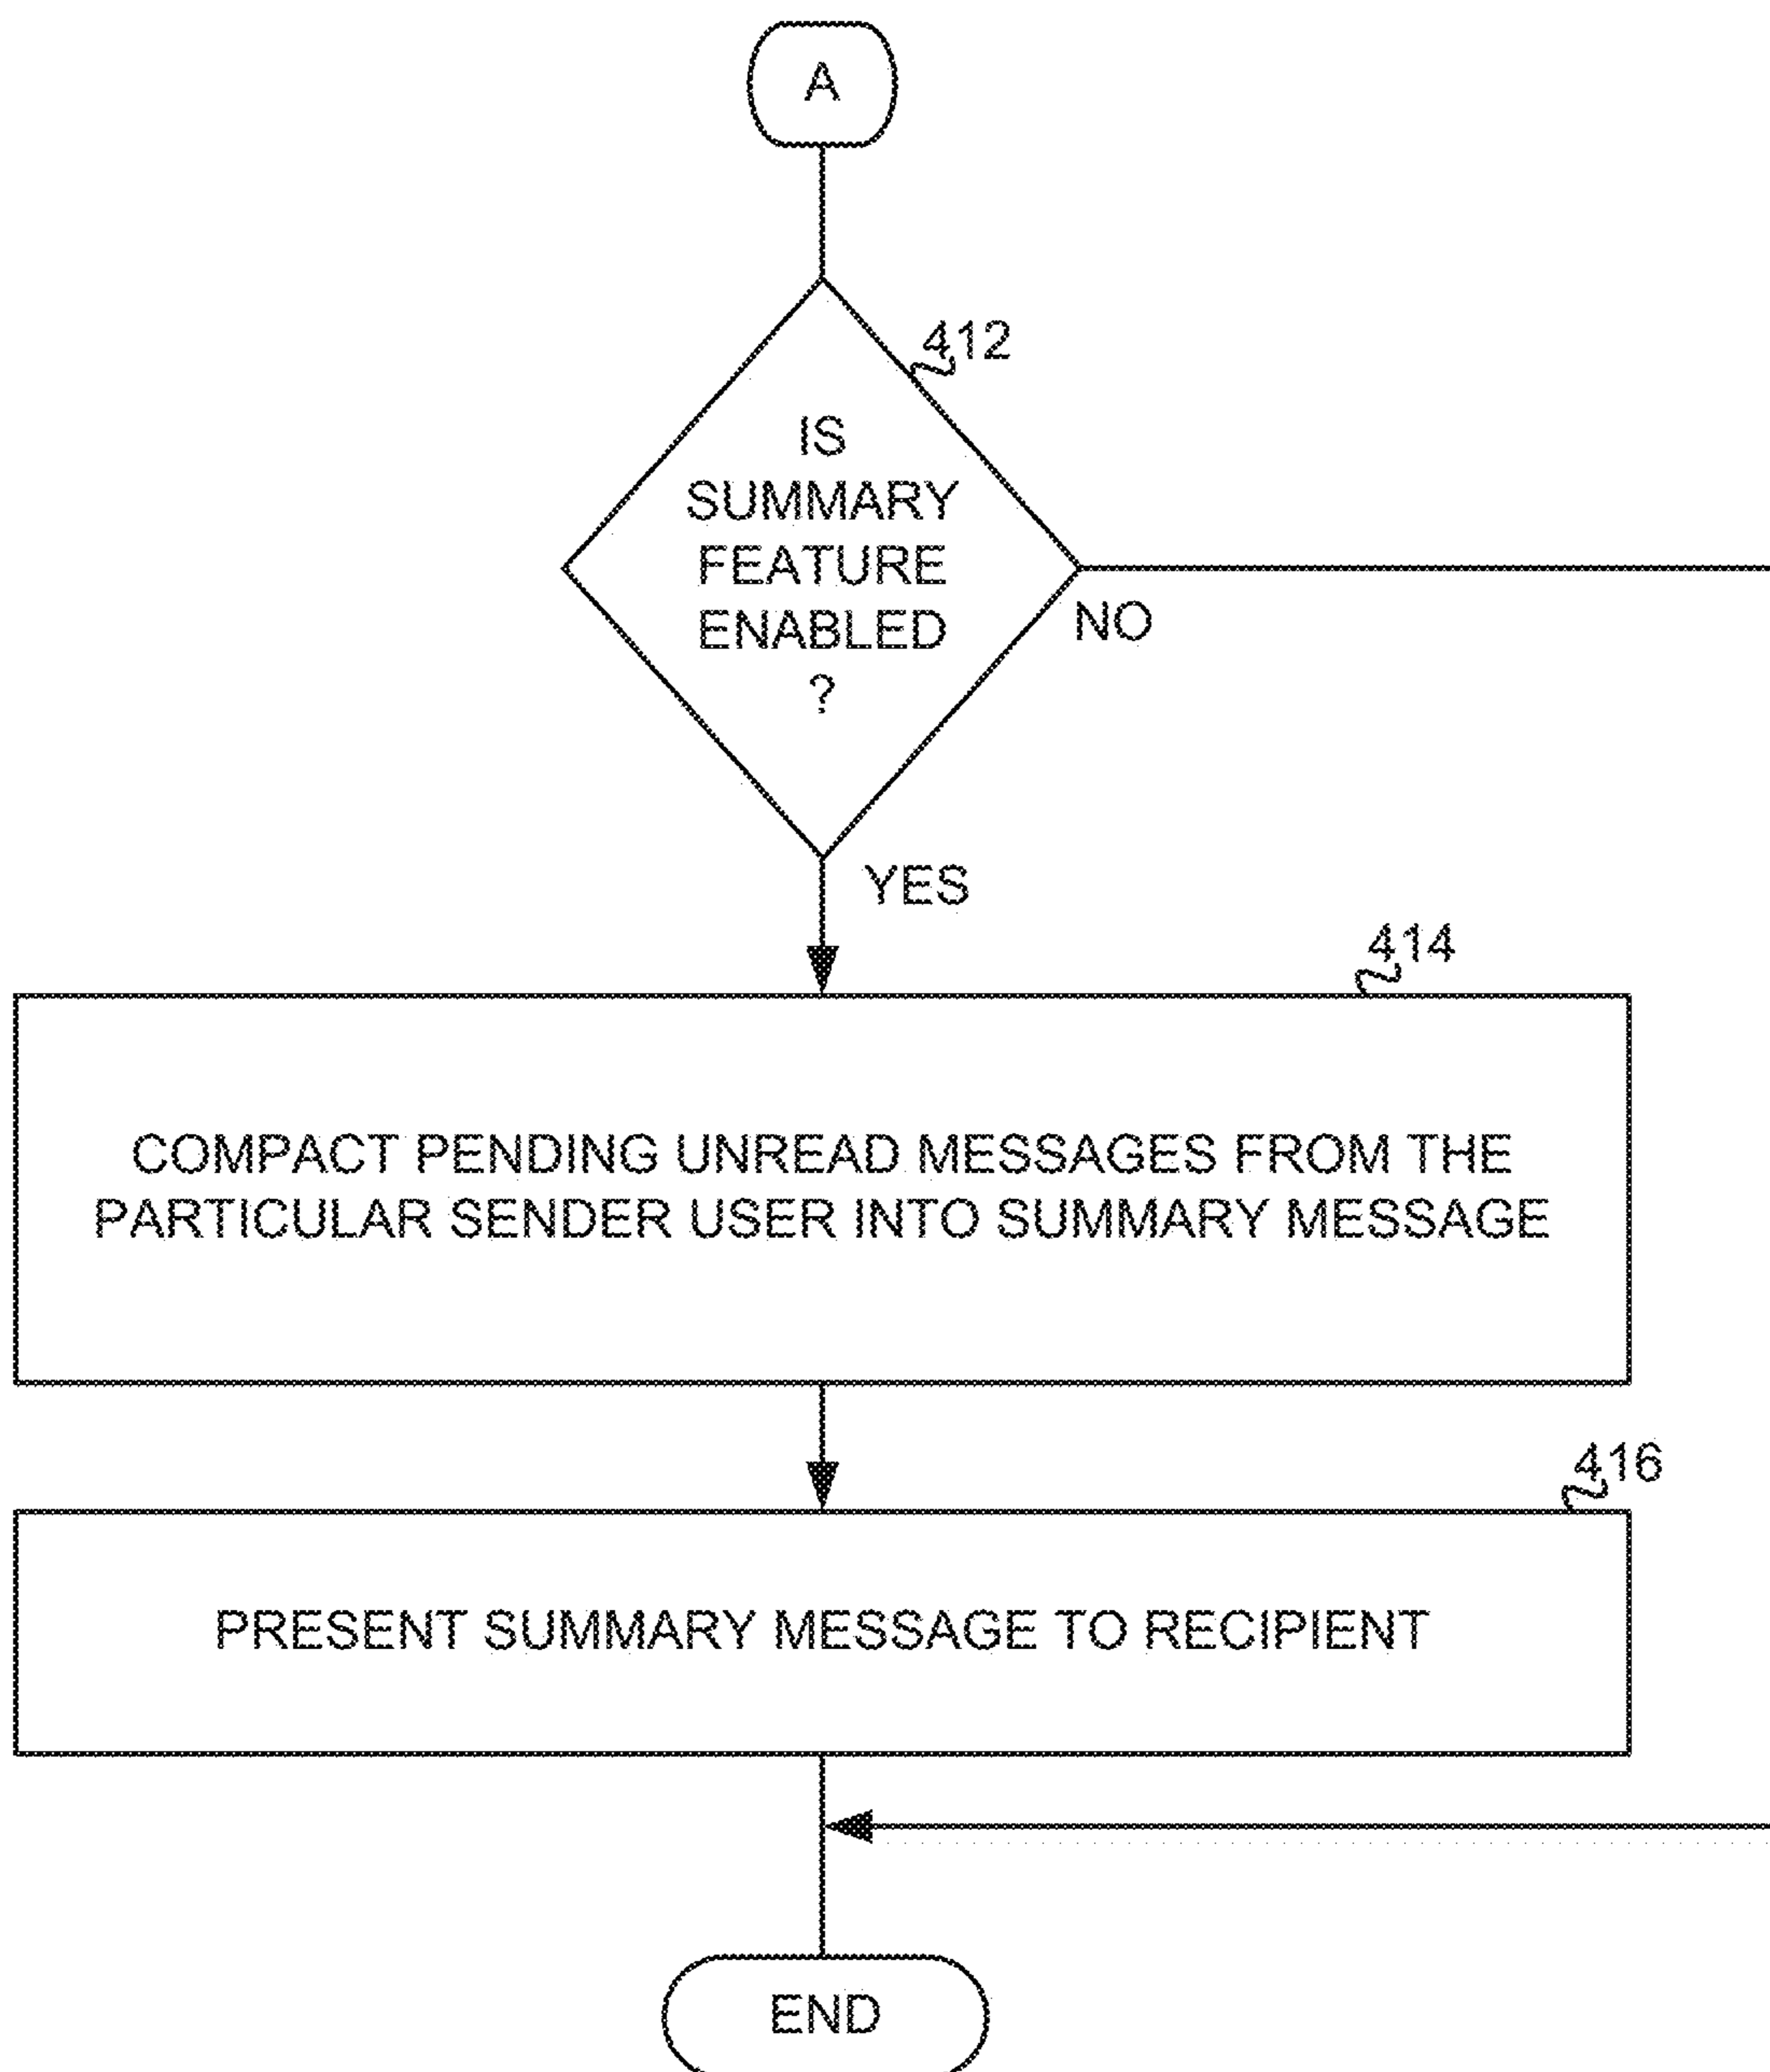 A
412
IS
SUMMARY
FEATURE
ENABLED
?
NO
YES
414
COMPACT PENDING UNREAD MESSAGES FROM THE
PARTICULAR SENDER USER INTO SUMMARY MESSAGE
416
PRESENT SUMMARY MESSAGE TO RECIPIENT
END